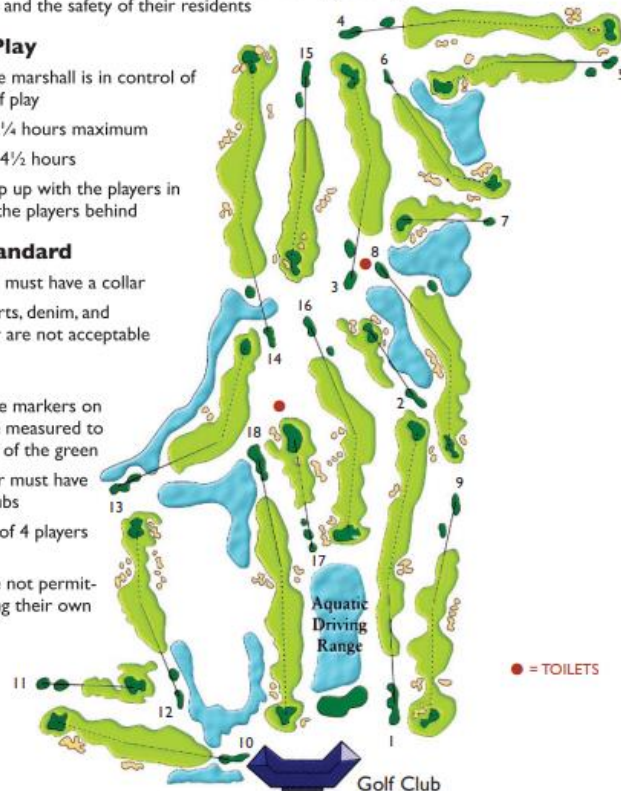 and the safety of their residents
Play
marshall is in control of
play
¼ hours maximum
4½ hours
up with the players in
the players behind
must have a collar
denim, and
are not acceptable
markers on
measured to
of the green
must have
of 4 players
not permit-
their own
4
15
6
5
7
8
3
16
14
2
18
9
13
17
Aquatic
Driving
Range
= TOILETS
11
12
10
1
Golf Club